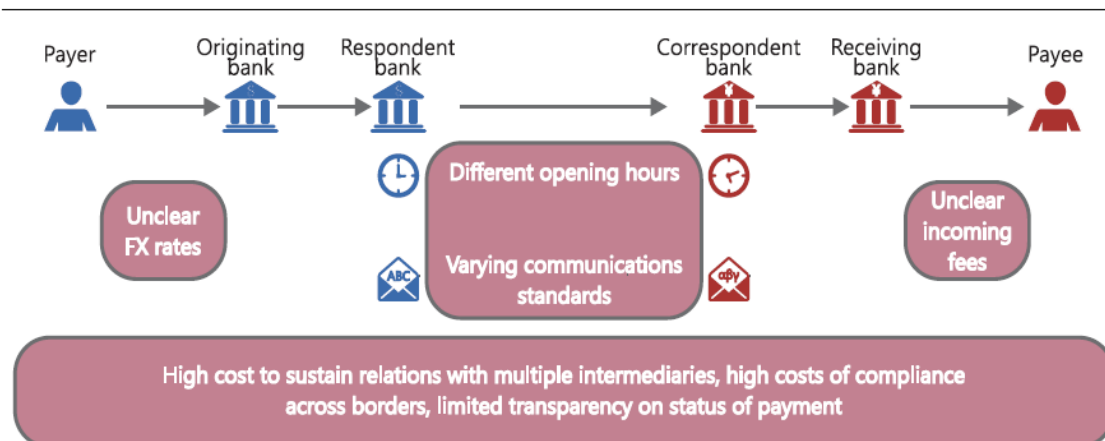 Payer
Originating
bank
Respondent
bank
Correspondent
bank
Receiving
bank
Payee
§
§
¥
¥
Different opening hours
Unclear
FX rates
Unclear
incoming
fees
ABC
Varying communications
standards
αβγ
High cost to sustain relations with multiple intermediaries, high costs of compliance
across borders, limited transparency on status of payment